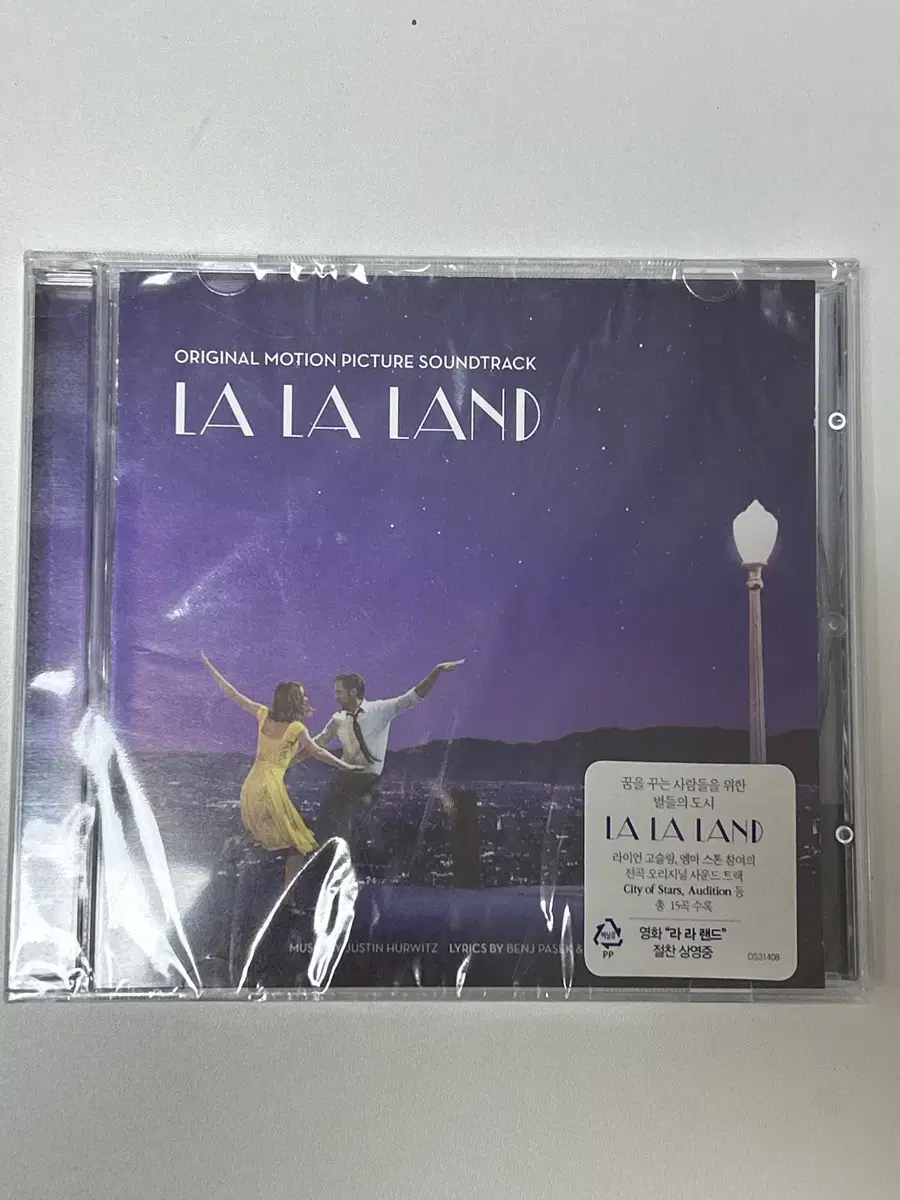 ORIGINAL MOTION PICTURE SOUNDTRACK
LA LA LAND
꿈을 꾸는 사람들을 위한
별들의 도시
LA LA LAND
라이언 고슬링, 엠마 스톤 참여의
전곡 오리지널 사운드 트랙
City of Stars, Audition 등
총 15곡 수록
영화 "라 라 랜드"
절찬 상영중
비닐류
PP
DS3140B
JUSTIN HURWITZ LYRICS BY BENJ PASEK &